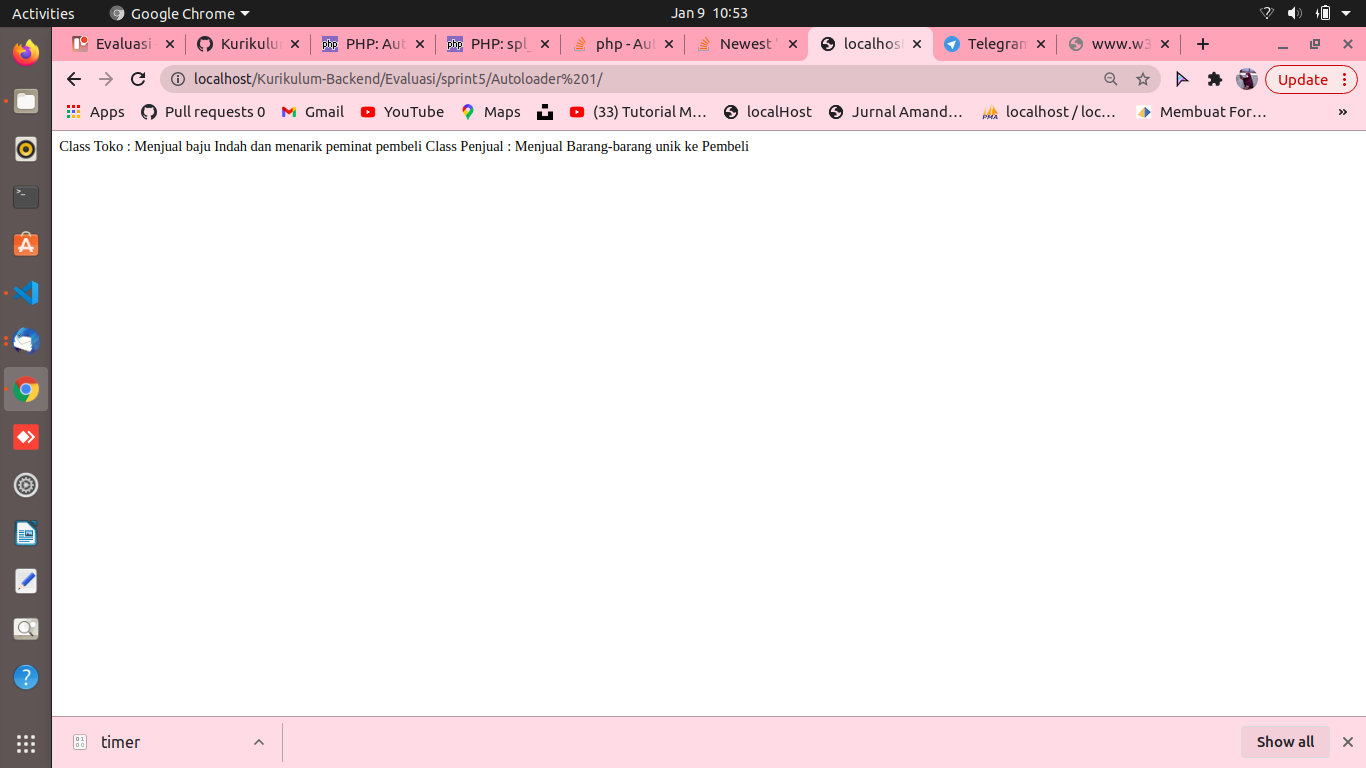 Activities Google Chrome Jan 9 10:53
Evaluasi Kurikulu PHP: Aut PHP: spl_ php - Aut Newest localhos Telegram www.w3
localhost/Kurikulum-Backend/Evaluasi/sprint5/Autoloader%201/ Update
Apps Pull requests 0 Gmail YouTube Maps (33) Tutorial M... localHost Jurnal Amand... PMA localhost / loc... Membuat For... »
Class Toko : Menjual baju Indah dan menarik peminat pembeli Class Penjual : Menjual Barang-barang unik ke Pembeli
timer Show all